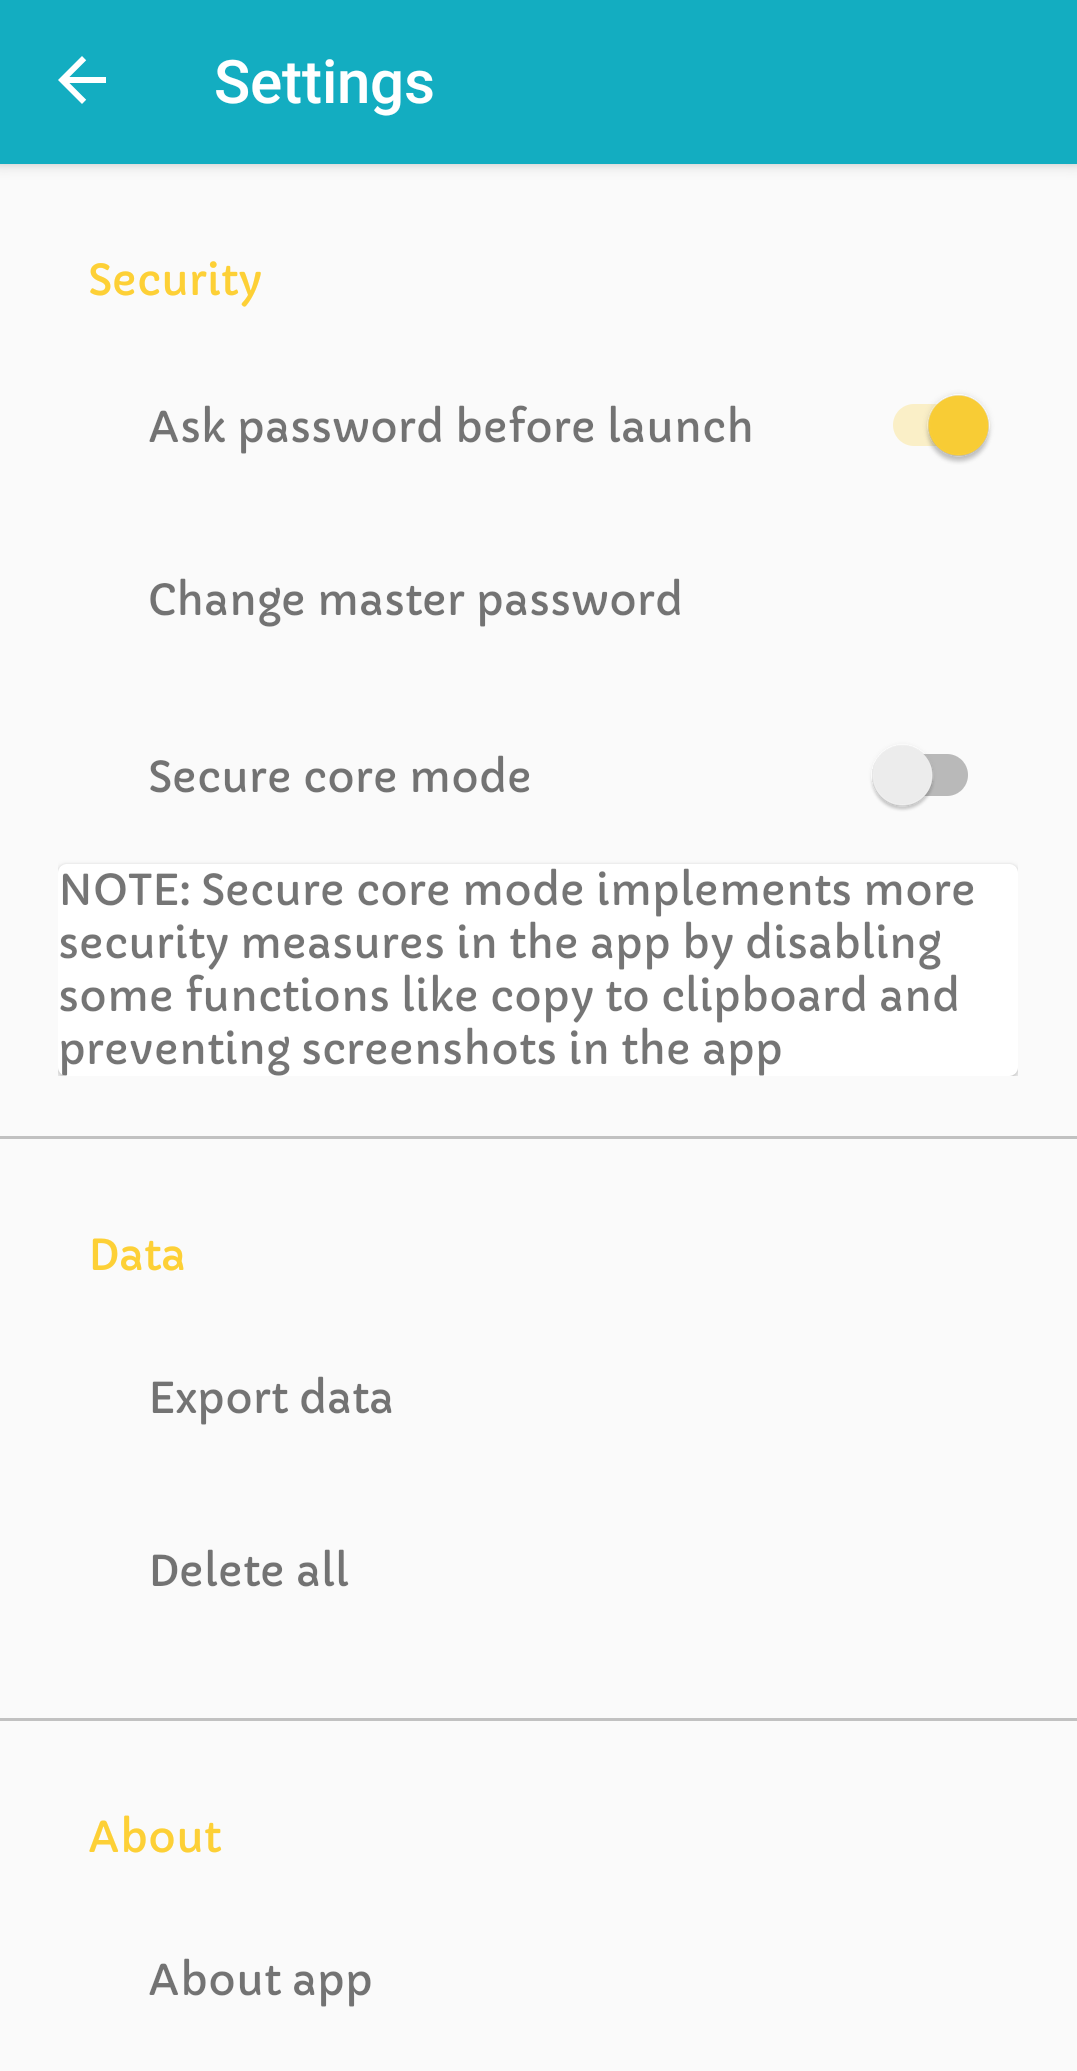 Settings
Security
Ask password before launch
Change master password
Secure core mode
NOTE: Secure core mode implements more
security measures in the app by disabling
some functions like copy to clipboard and
preventing screenshots in the app
Data
Export data
Delete all
About
About app